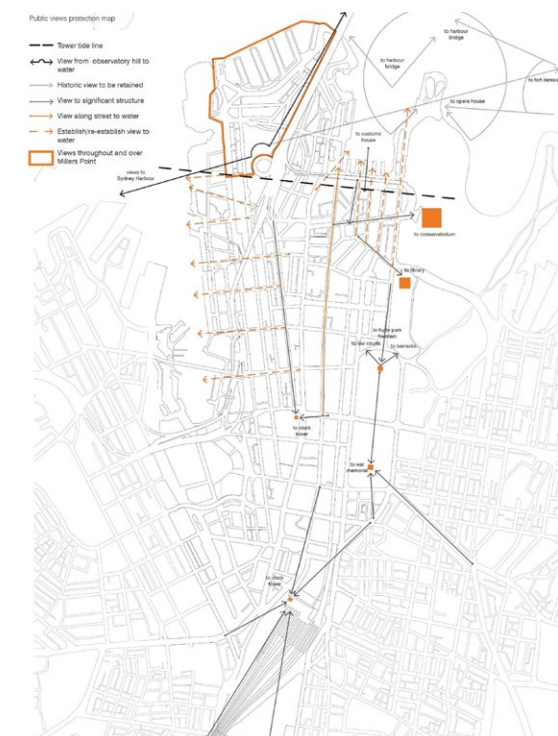 Public views protection map
Tower tide line
View from observatory hill to
water
Historic view to be retained
View to significant structure
View along street to water
Establish/re-establish view to
water
Views throughout and over
Millers Point
to harbour
bridge
to harbour
bridge
to harbour
bridge
to fort denison
to opera house
to customs
house
views to
Sydney Harbour
to conservatorium
to library
to hyde park
fountain
to barracks
to clock
tower
to war
memorial
to clock
tower